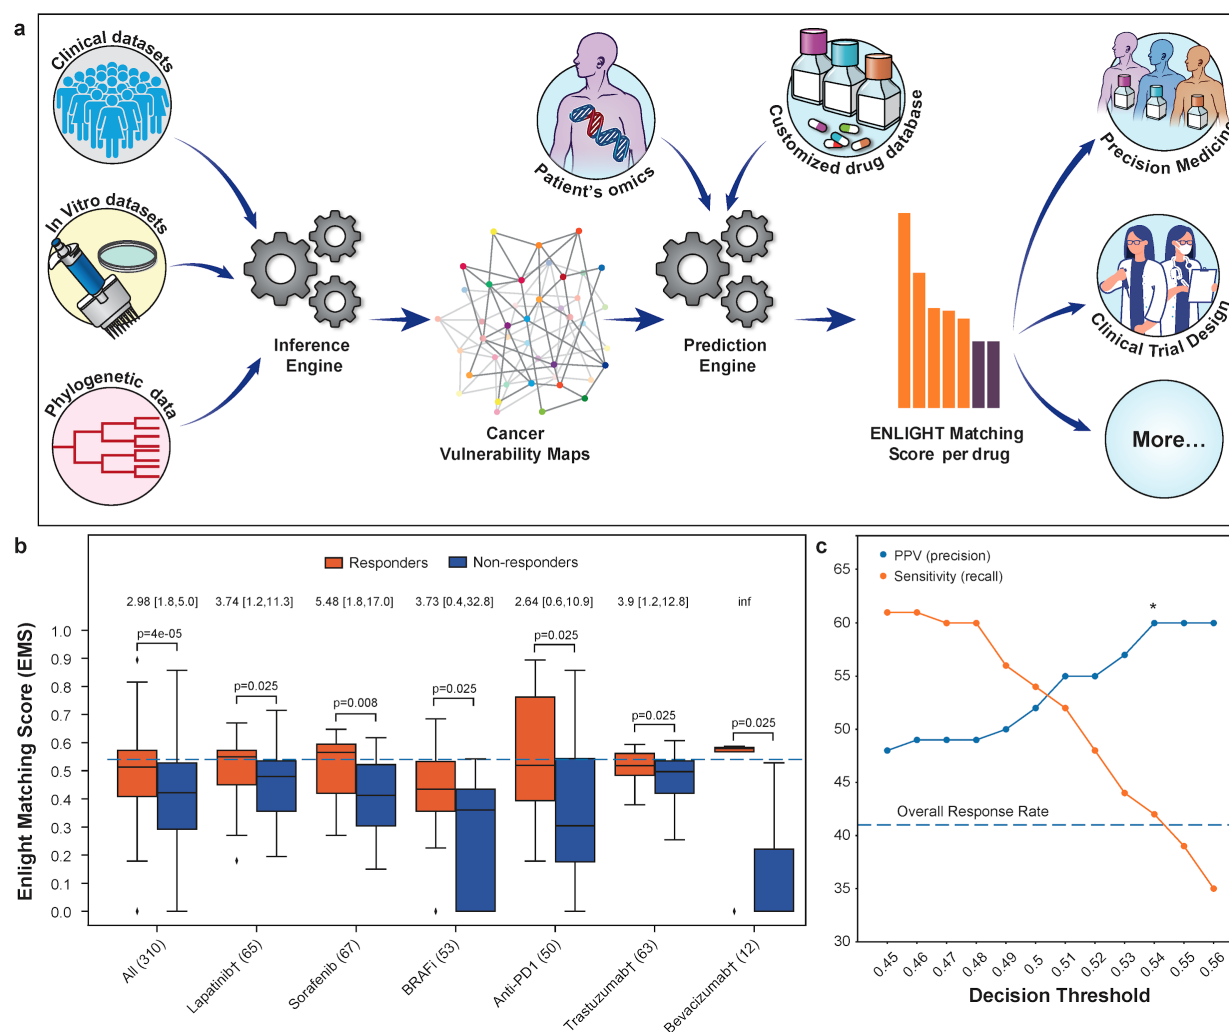 a
Clinical datasets
In Vitro datasets
Phylogenetic data
Inference
Engine
Cancer
Vulnerability Maps
Patient's omics
Customized drug database
Prediction
Engine
ENLIGHT Matching
Score per drug
Precision Medicine
Clinical Trial Design
More...
b
Responders
Non-responders
2.98 [1.8,5.0]
3.74 [1.2,11.3]
5.48 [1.8,17.0]
3.73 [0.4,32.8]
2.64 [0.6,10.9]
3.9 [1.2,12.8]
inf
p=4e-05
p=0.025
p=0.008
p=0.025
p=0.025
p=0.025
p=0.025
Enlight Matching Score (EMS)
1.0
0.9
0.8
0.7
0.6
0.5
0.4
0.3
0.2
0.1
0.0
All (310)
Lapatinib† (65)
Sorafenib (67)
BRAFi (53)
Anti-PD1 (50)
Trastuzumab† (63)
Bevacizumab† (12)
c
PPV (precision)
Sensitivity (recall)
*
Overall Response Rate
65
60
55
50
45
41
35
30
0.45
0.46
0.47
0.48
0.49
0.5
0.51
0.52
0.53
0.54
0.55
0.56
Decision Threshold